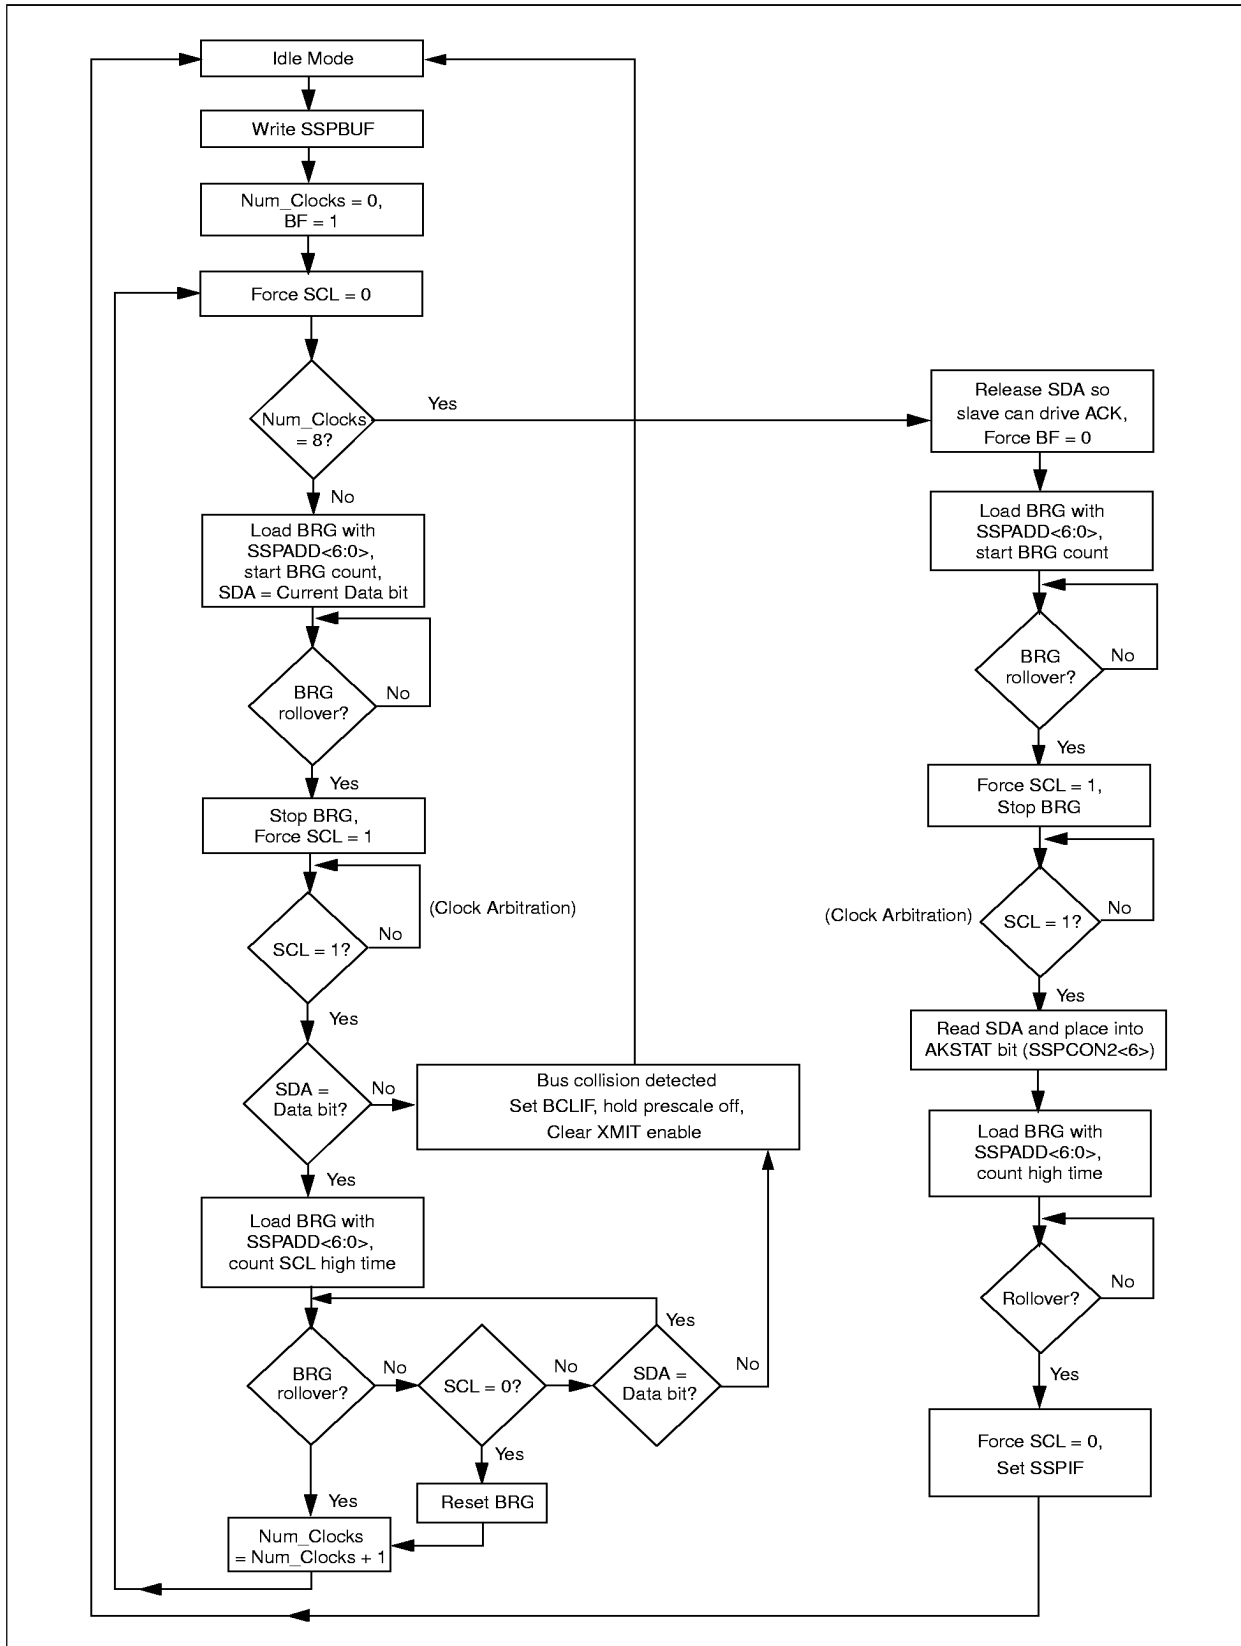 Idle Mode
Write SSPBUF
Num_Clocks = 0,
BF = 1
Force SCL = 0
Num_Clocks
= 8?
Yes
No
Load BRG with
SSPADD<6:0>,
start BRG count,
SDA = Current Data bit
BRG
rollover?
No
Yes
Stop BRG,
Force SCL = 1
(Clock Arbitration)
SCL = 1?
No
Yes
SDA =
Data bit?
No
Bus collision detected
Set BCLIF, hold prescale off,
Clear XMIT enable
Yes
Load BRG with
SSPADD<6:0>,
count SCL high time
BRG
rollover?
No
SCL = 0?
No
Yes
SDA =
Data bit?
No
Yes
Reset BRG
Yes
Num_Clocks
= Num_Clocks + 1
Release SDA so
slave can drive ACK,
Force BF = 0
Load BRG with
SSPADD<6:0>,
start BRG count
BRG
rollover?
No
Yes
Force SCL = 1,
Stop BRG
(Clock Arbitration)
SCL = 1?
No
Yes
Read SDA and place into
AKSTAT bit (SSPCON2<6>)
Load BRG with
SSPADD<6:0>,
count high time
Rollover?
No
Yes
Force SCL = 0,
Set SSPIF